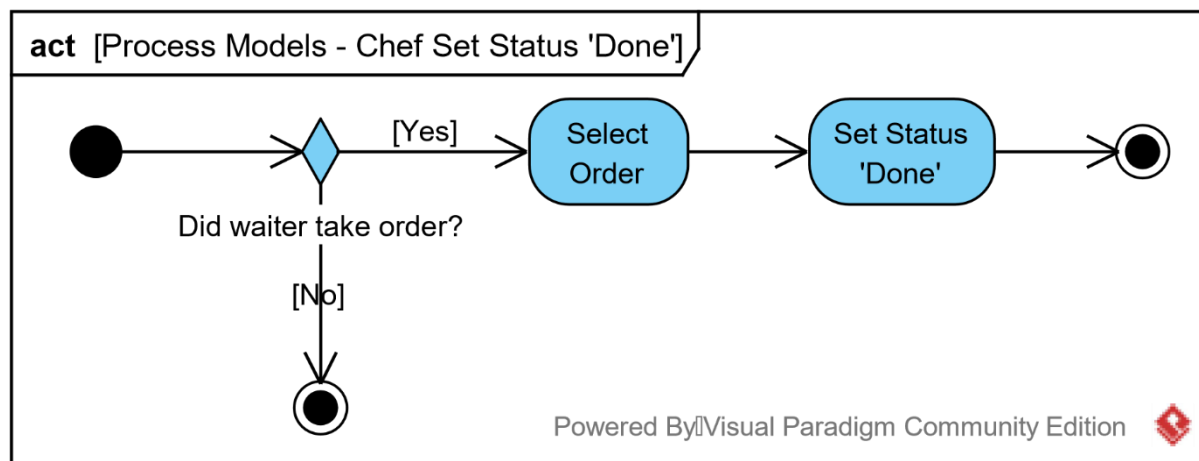 act [Process Models - Chef Set Status 'Done']
[Yes]
Select
Order
Set Status
'Done'
Did waiter take order?
[No]
Powered By▯Visual Paradigm Community Edition